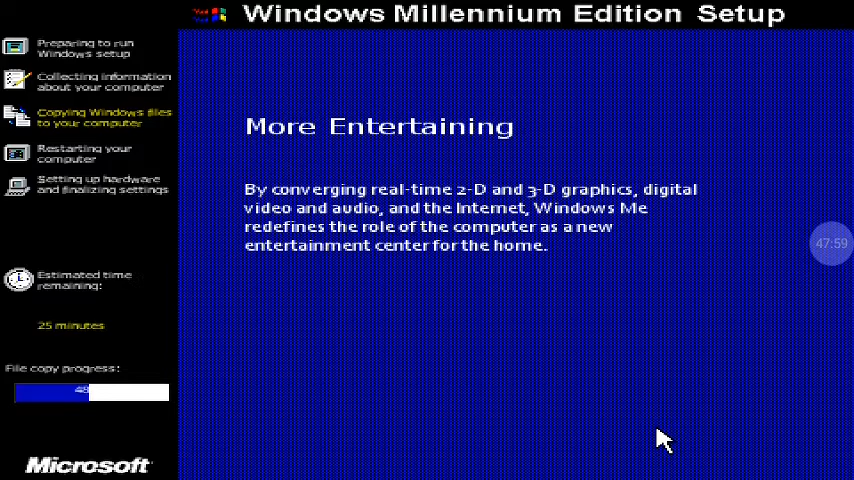 Windows Millennium Edition Setup
Preparing to run
Windows setup
Collecting information
about your computer
Copying Windows files
to your computer
Restarting your
computer
Setting up hardware
and finalizing settings
Estimated time
remaining:
25 minutes
File copy progress:
48
Microsoft
More Entertaining
By converging real-time 2-D and 3-D graphics, digital
video and audio, and the Internet, Windows Me
redefines the role of the computer as a new
entertainment center for the home.
47:59